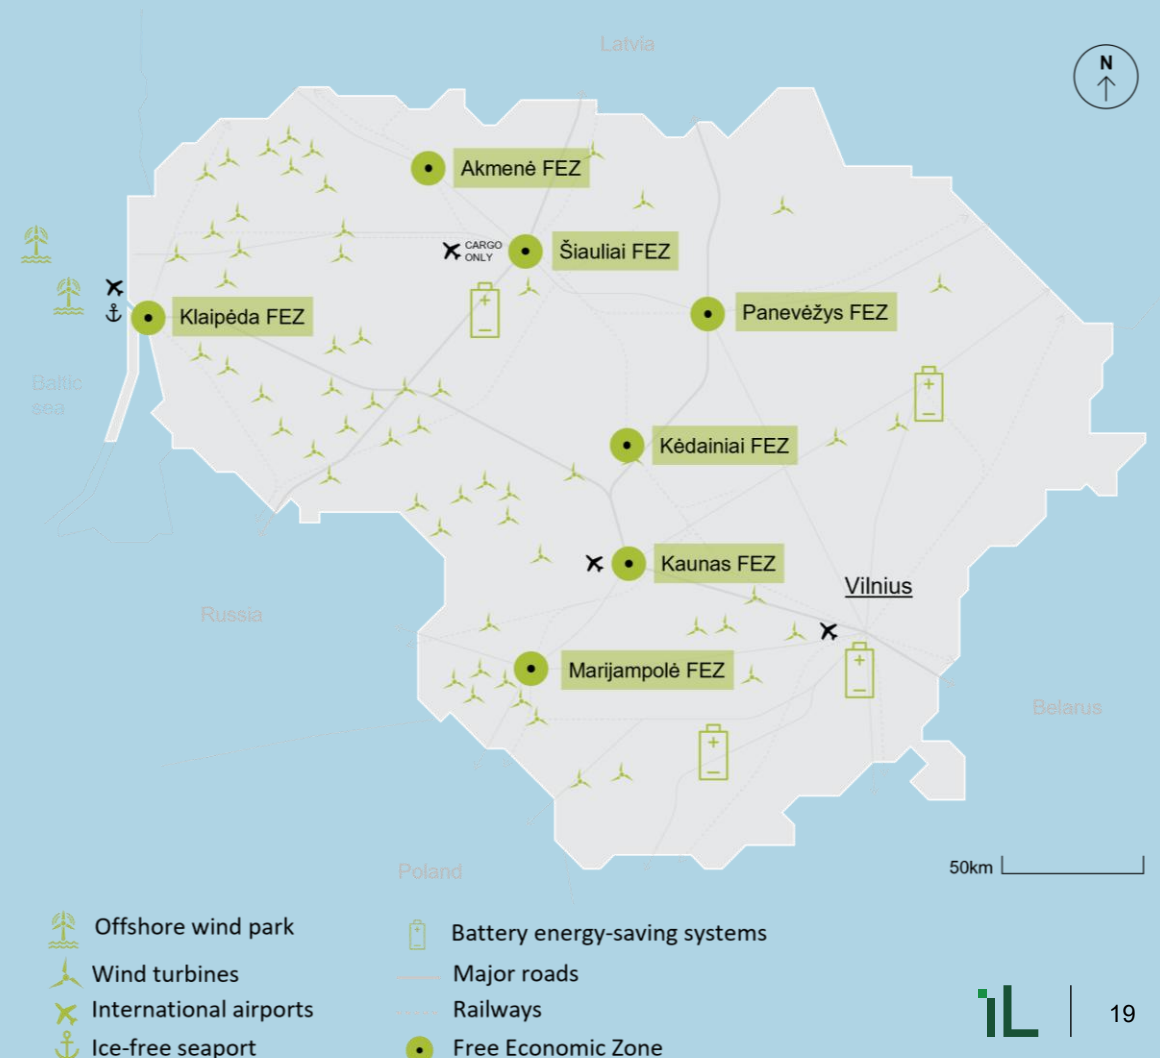 Latvia
N
Akmenė FEZ
CARGO
ONLY
Šiauliai FEZ
Klaipėda FEZ
Panevėžys FEZ
Baltic
sea
Kėdainiai FEZ
Kaunas FEZ
Vilnius
Russia
Marijampolė FEZ
Belarus
Poland
50km
Offshore wind park
Wind turbines
International airports
Ice-free seaport
Battery energy-saving systems
Major roads
Railways
Free Economic Zone
iL
19